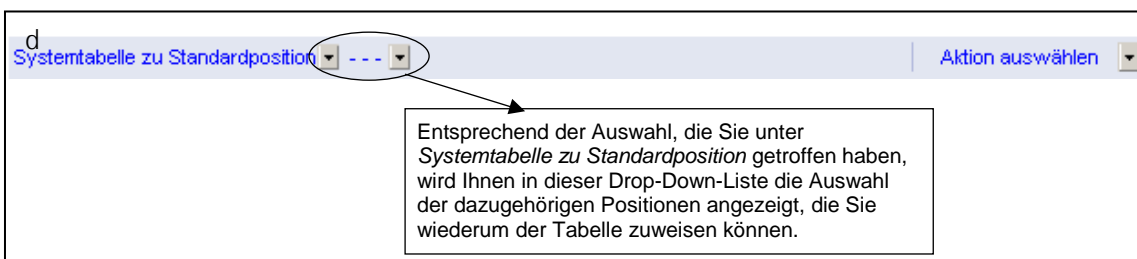 d
Systemtabelle zu Standardposition - - - Aktion auswählen
Entsprechend der Auswahl, die Sie unter
Systemtabelle zu Standardposition getroffen haben,
wird Ihnen in dieser Drop-Down-Liste die Auswahl
der dazugehörigen Positionen angezeigt, die Sie
wiederum der Tabelle zuweisen können.